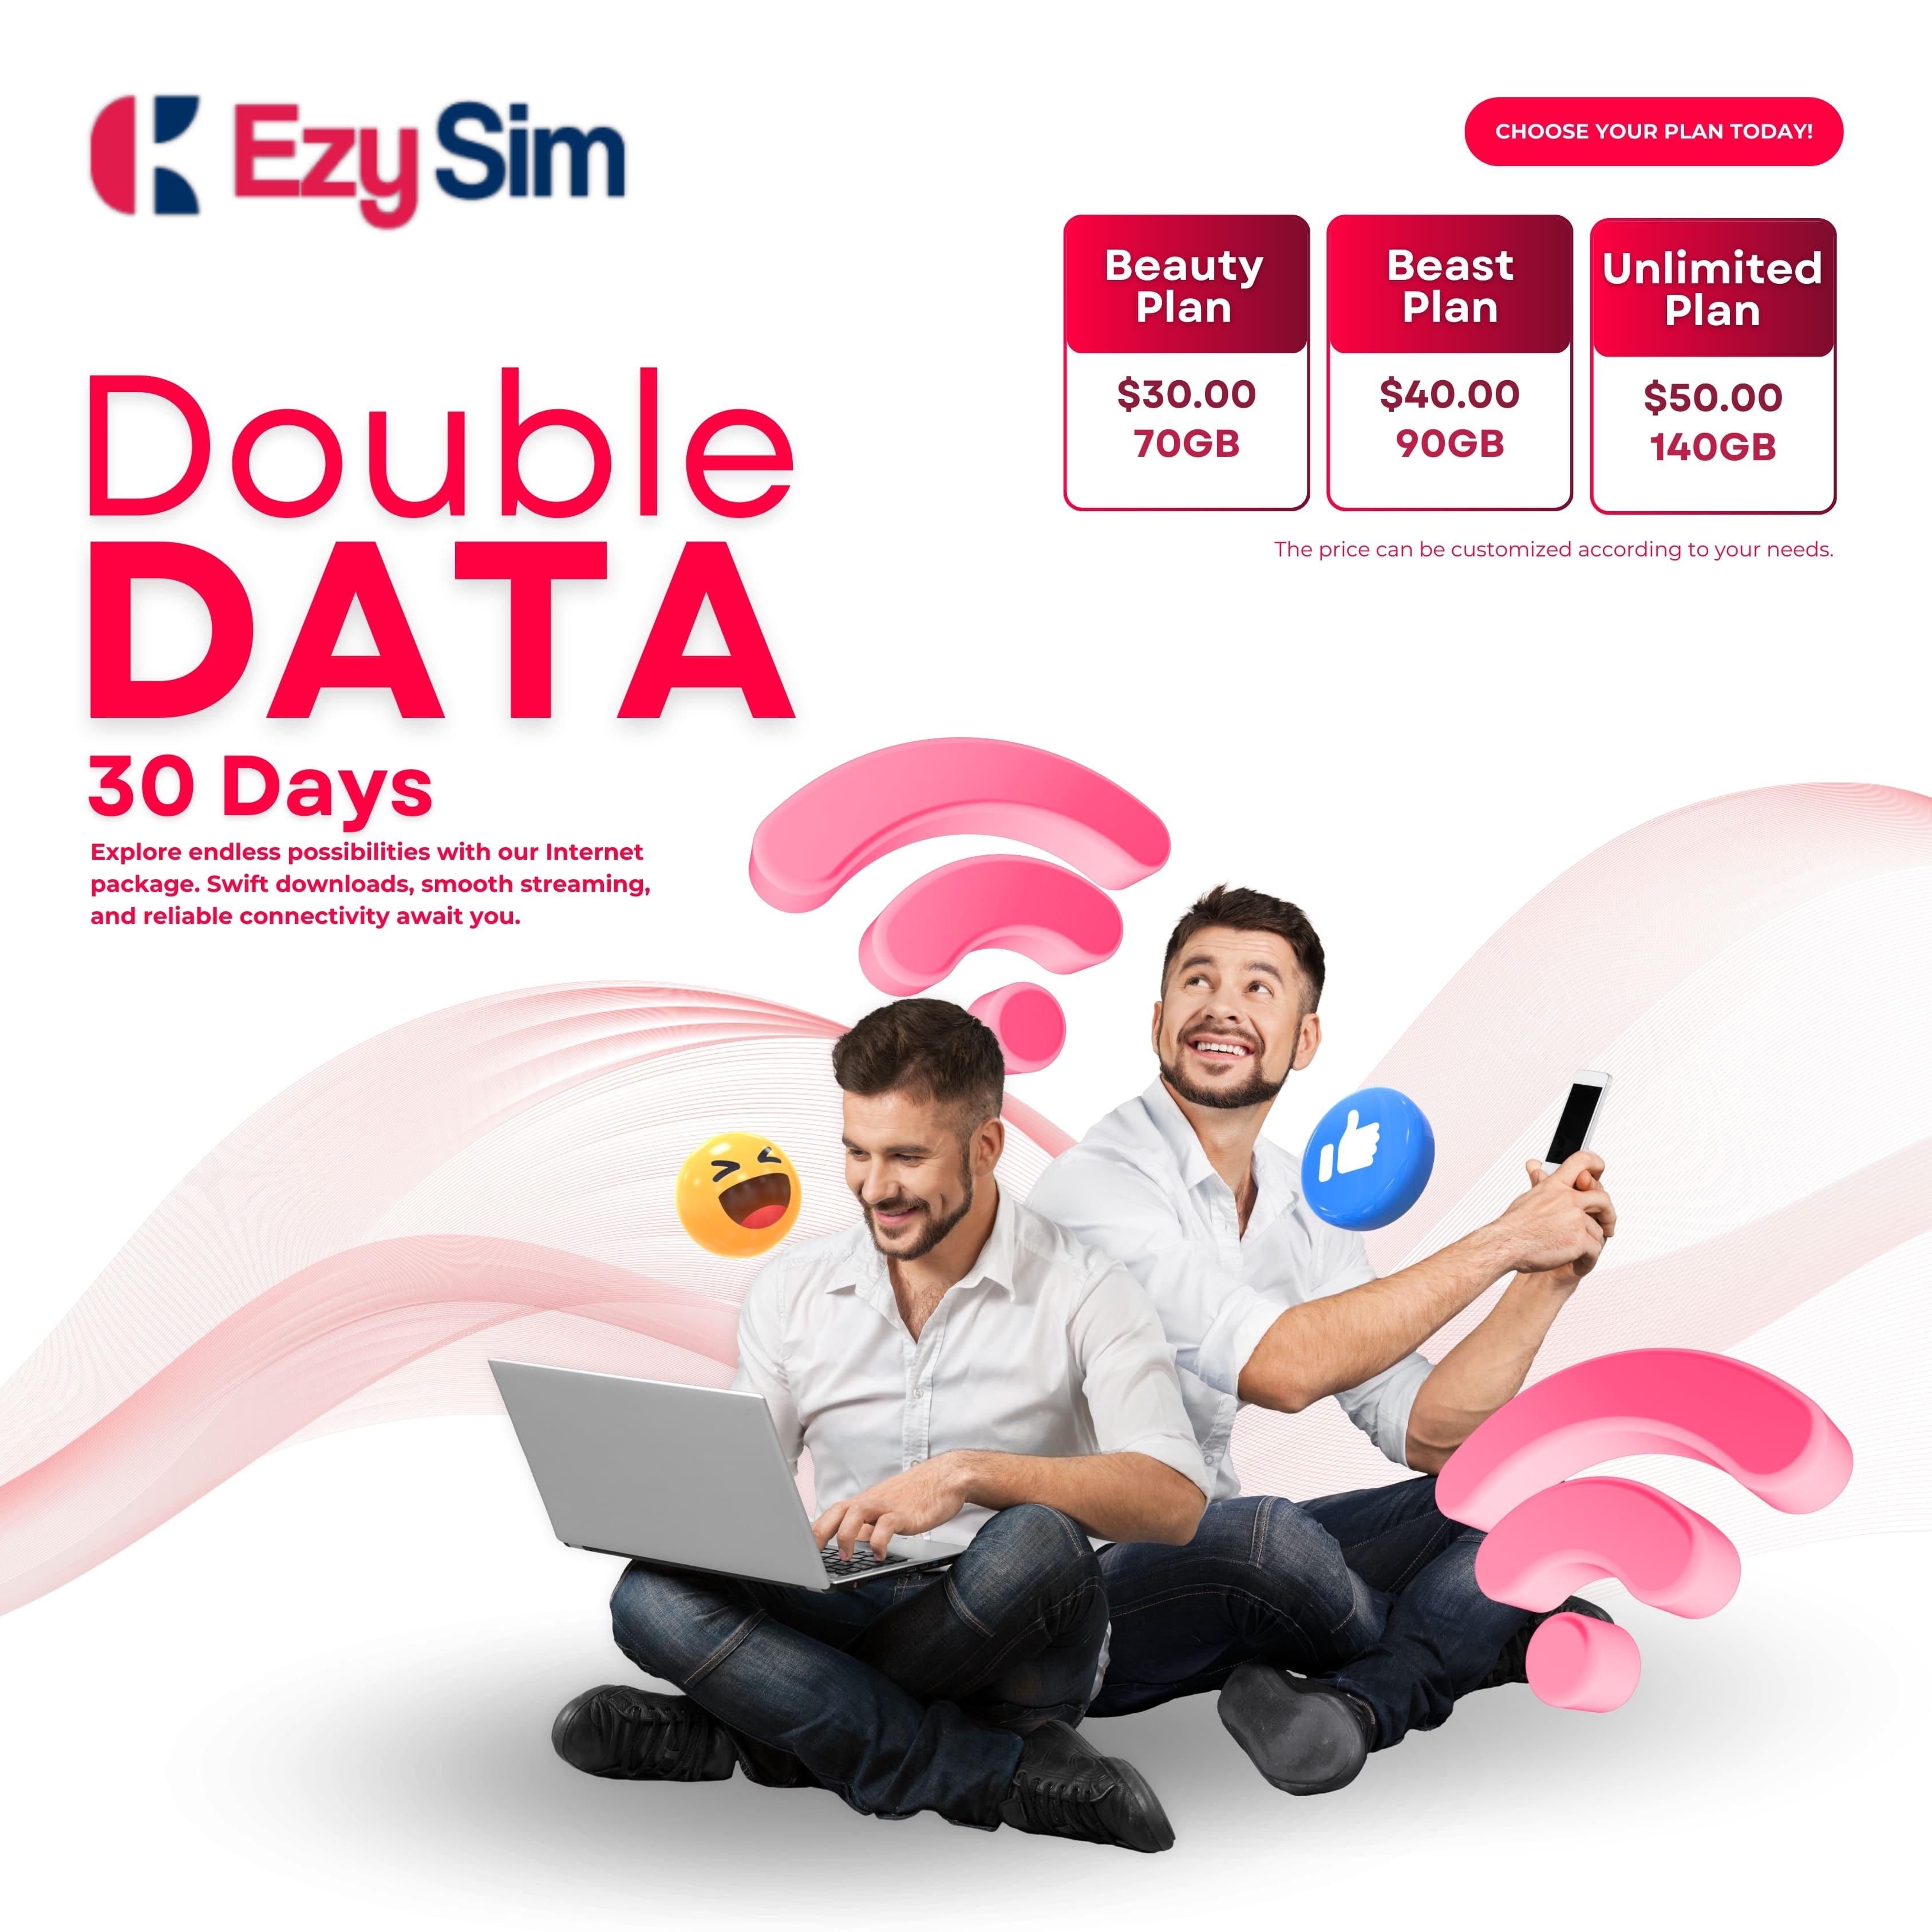 Ezy Sim
CHOOSE YOUR PLAN TODAY!
Beauty
Plan
$30.00
70GB
Beast
Plan
$40.00
90GB
Unlimited
Plan
$50.00
140GB
The price can be customized according to your needs.
Double
DATA
30 Days
Explore endless possibilities with our Internet
package. Swift downloads, smooth streaming,
and reliable connectivity await you.